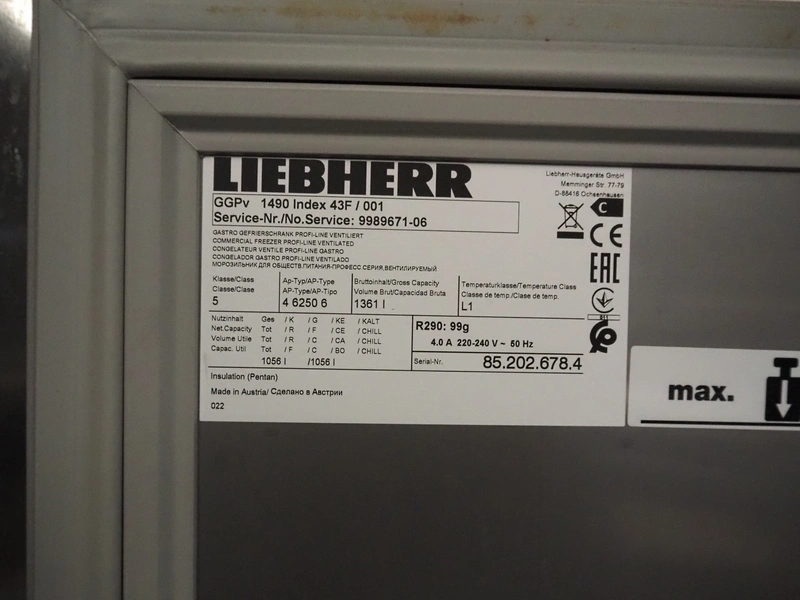 LIEBHERR
Liebherr-Hausgeräte GmbH
Memminger Str. 77-79
D-88416 Ochsenhausen
GGPv 1490 Index 43F / 001
Service-Nr./No.Service: 9989671-06
C
CE
EAC
GASTRO GEFRIERSCHRANK PROFI-LINE VENTILIERT
COMMERCIAL FREEZER PROFI-LINE VENTILATED
CONGELATEUR VENTILE PROFI-LINE GASTRO
CONGELADOR GASTRO PROFI-LINE VENTILADO
МОРОЗИЛЬНИК ДЛЯ ОБЩЕСТВ.ПИТАНИЯ-ПРОФЕСС.СЕРИЯ,ВЕНТИЛИРУЕМЫЙ
Klasse/Class
Classe/Clase
5
Ap-Typ/AP-Type
AP-Type/AP-Tipo
4 6250 6
Bruttoinhalt/Gross Capacity
Volume Brut/Capacidad Bruta
1361 l
Temperaturklasse/Temperature Class
Classe de temp./Clase de temp.
L1
Nutzinhalt Ges / K / G / KE / KALT
Net.Capacity Tot / R / F / CE / CHILL
Volume Utile Tot / R / C / CA / CHILL
Capac. Util Tot / F / C / BO / CHILL
1056 l /1056 l
R290: 99g
4.0 A 220-240 V ~ 50 Hz
Serial-Nr. 85.202.678.4
Insulation (Pentan)
Made in Austria/ Сделано в Австрии
022
max.